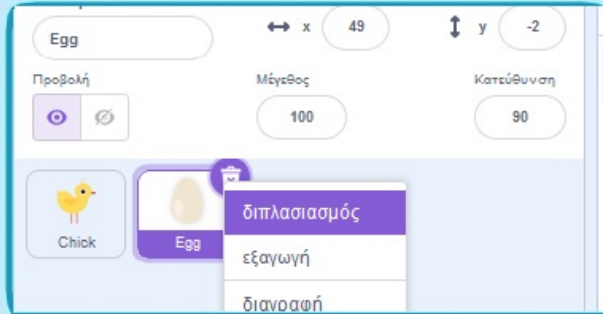 Egg
x 49
y -2
Προβολή
Μέγεθος
Κατεύθυνση
100
90
Chick
Egg
διπλασιασμός
εξαγωγή
διαγραφή